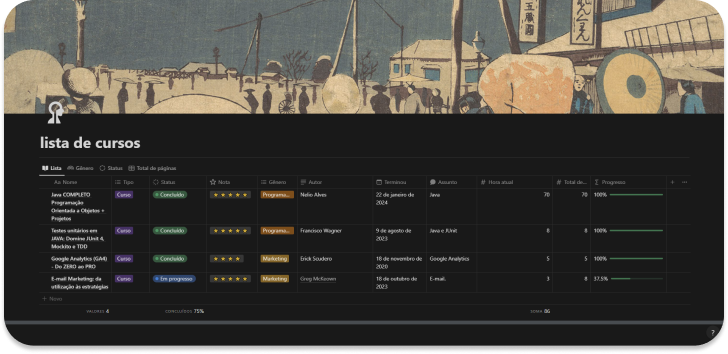 lista de cursos
Lista Gênero Status Total de páginas
Aa Nome Tipo Status Nota Gênero Autor Terminou Assunto # Hora atual # Total de... Progresso + ...
Java COMPLETO Curso Concluído ★★★★★ Programa... Nelio Alves 22 de janeiro de Java 70 70 100%
Programação 2024
Orientada a Objetos +
Projetos
Testes unitários em Curso Concluído ★★★★★ Programa... Francisco Wagner 9 de agosto de Java e JUnit 8 8 100%
JAVA: Domine JUnit 4, 2023
Mockito e TDD
Google Analytics (GA4) Curso Concluído ★★★★ Marketing Erick Scudero 18 de novembro de Google Analytics 5 5 100%
- Do ZERO ao PRO 2020
E-mail Marketing: da Curso Em progresso ★★★★★ Marketing Greg McKeown 18 de outubro de E-mail. 3 8 37.5%
utilização às estratégias 2023
+ Novo
VALORES 4 CONCLUÍDOS 75% SOMA 86
?